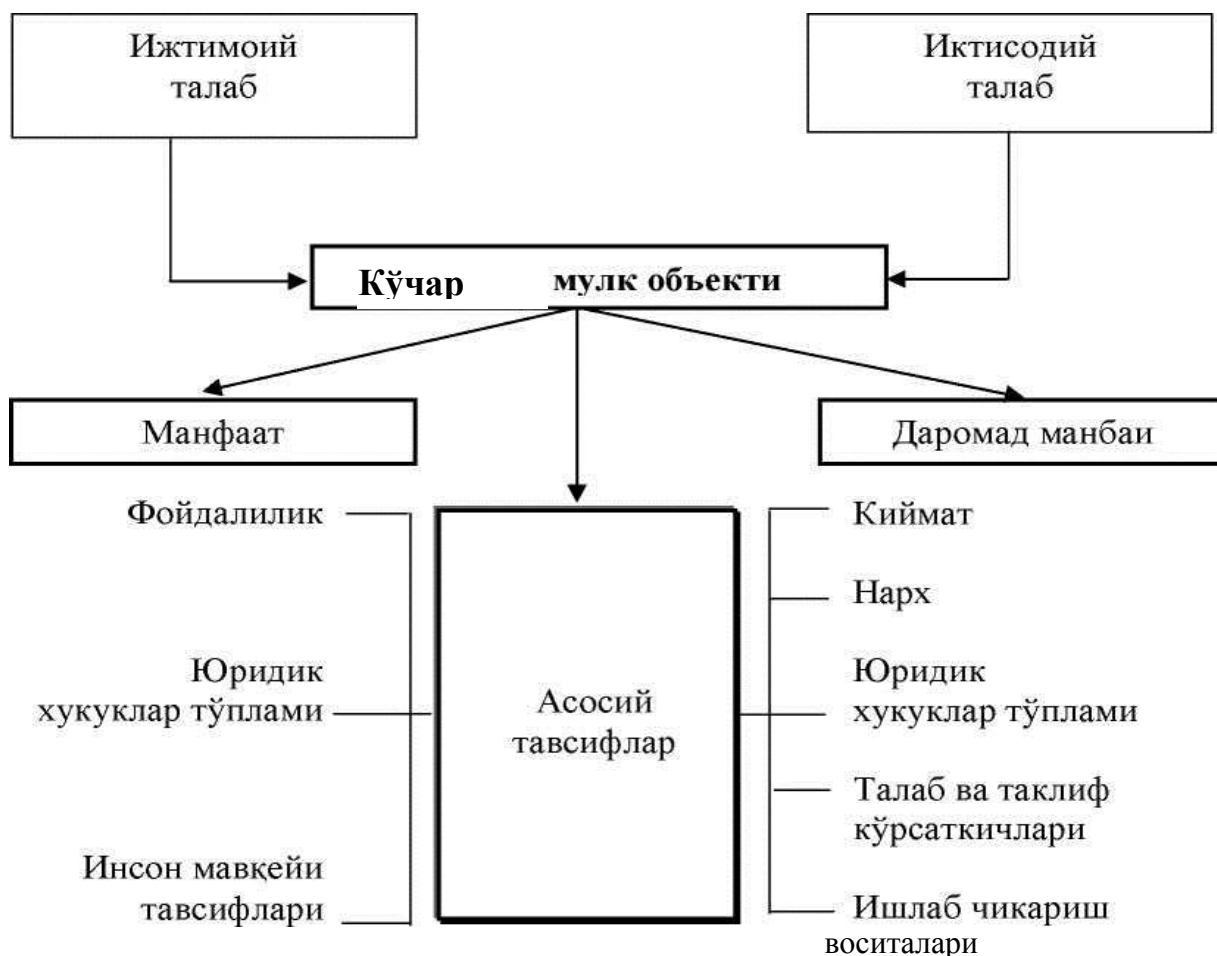 Ижтимоий
талаб
Иктисодий
талаб
Кўчар мулк объекти
Манфаат
Даромад манбаи
Фойдалилик
Юридик
хукуклар тўплами
Инсон мавқейи
тавсифлари
Асосий
тавсифлар
Киймат
Нарх
Юридик
хукуклар тўплами
Талаб ва таклиф
кўрсаткичлари
Ишлаб чикариш
воситалари